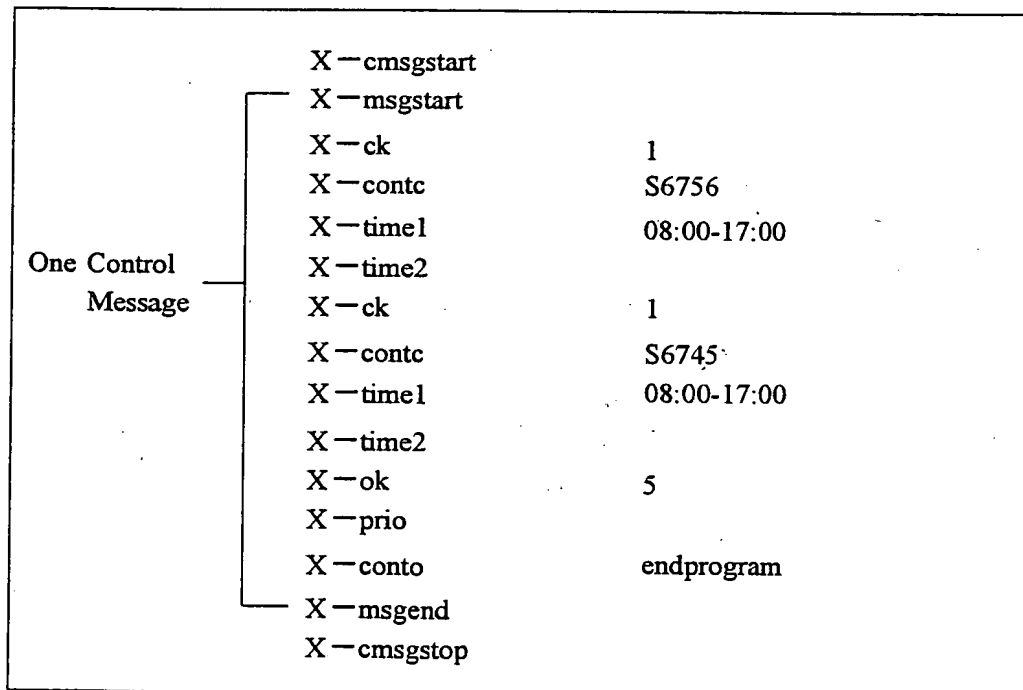 X—cmsgstart
X—msgstart
X—ck 1
X—contc S6756
X—time1 08:00-17:00
One Control
Message
X—time2
X—ck 1
X—contc S6745
X—time1 08:00-17:00
X—time2
X—ok 5
X—prio
X—conto endprogram
X—msgend
X—cmsgstop